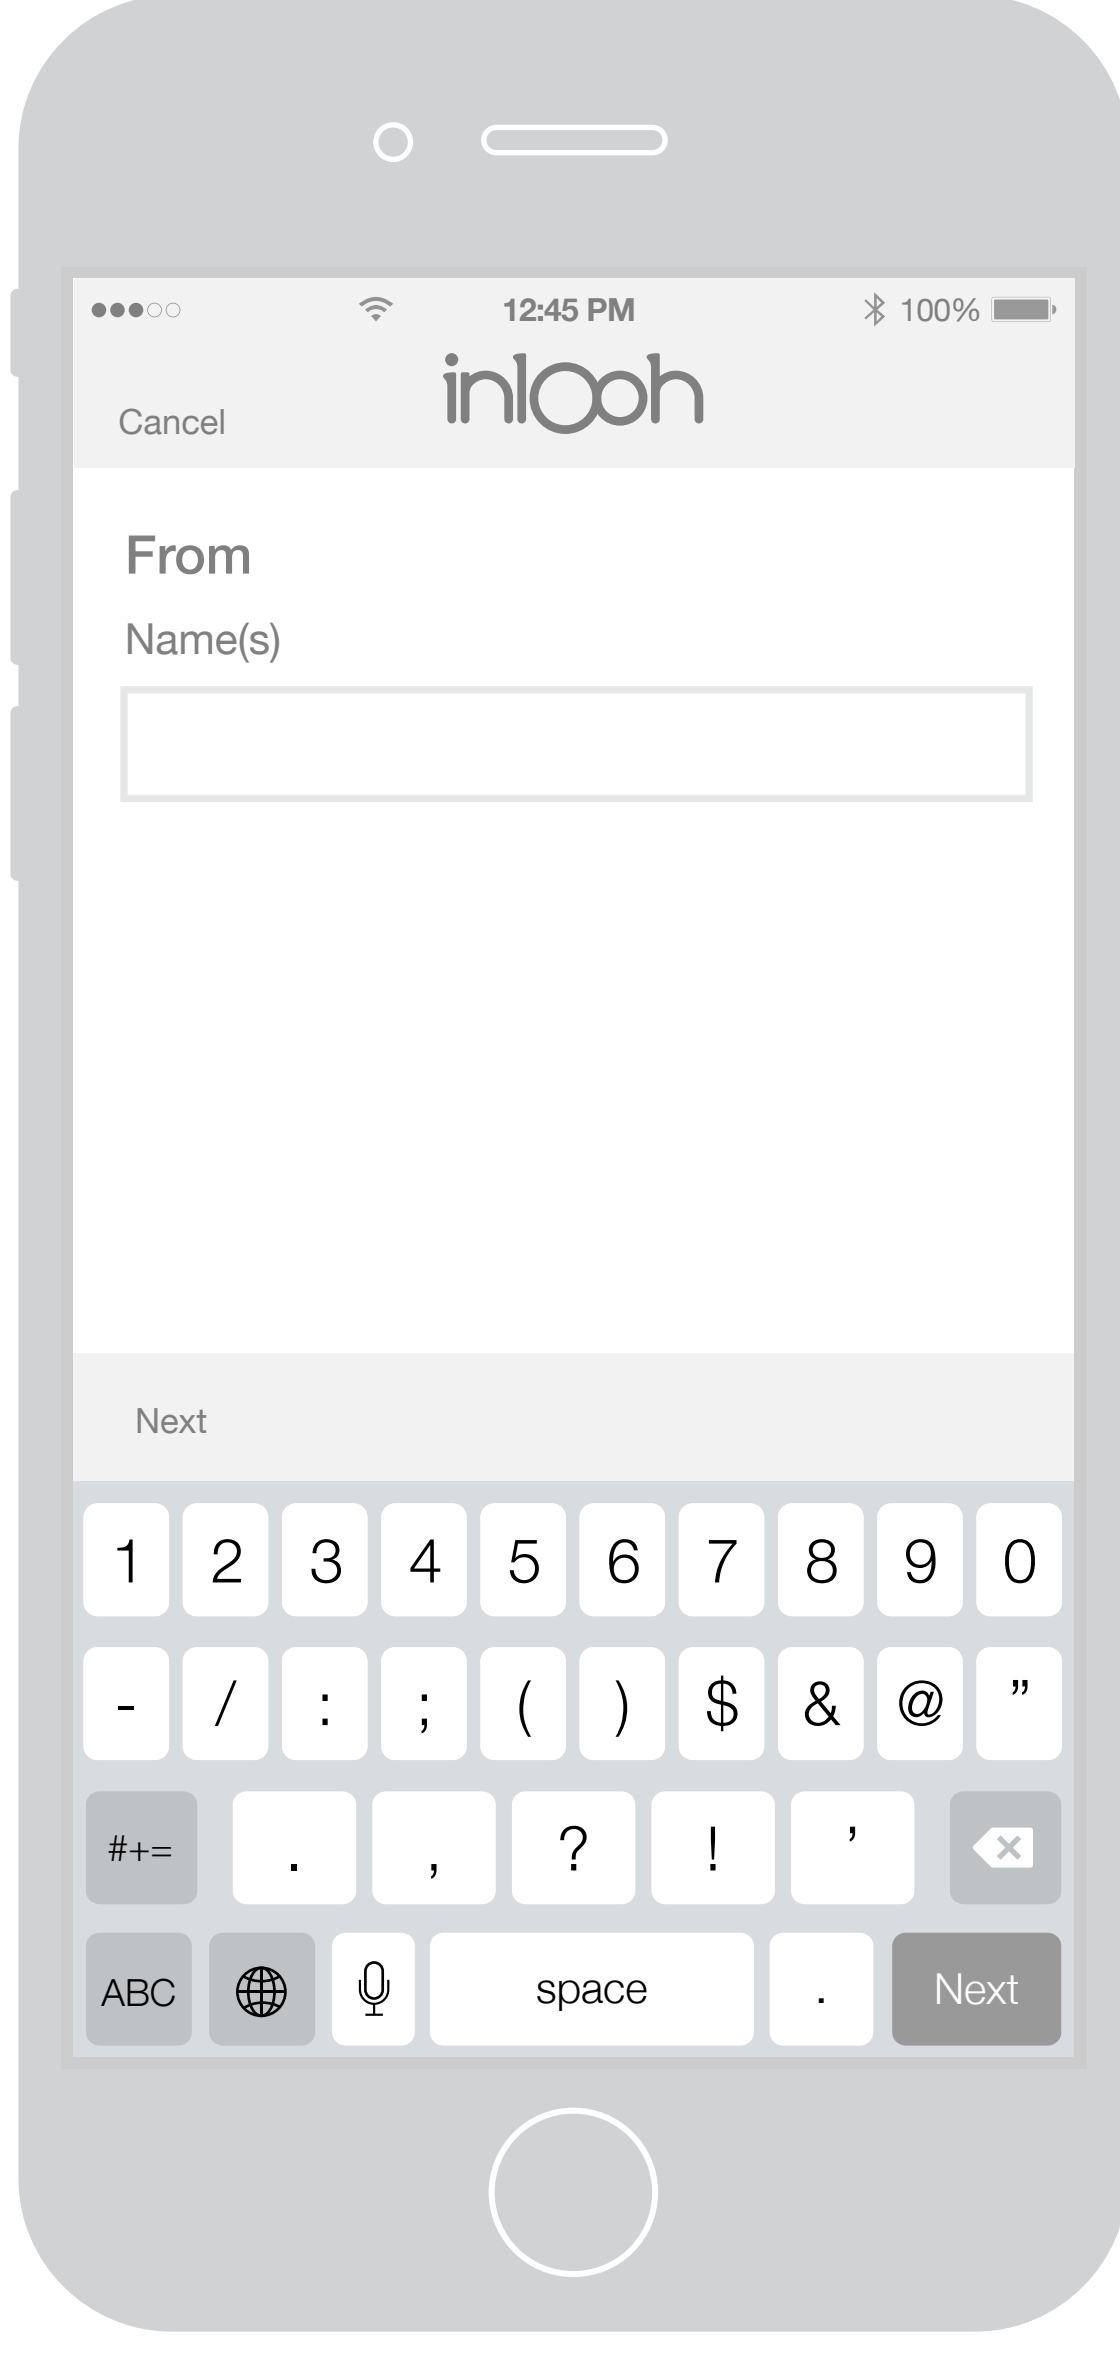 12:45 PM 100%
inlooh
Cancel
From
Name(s)
Next
1 2 3 4 5 6 7 8 9 0
- / : ; ( ) $ & @ ”
#+= . , ? ! ’
ABC space . Next